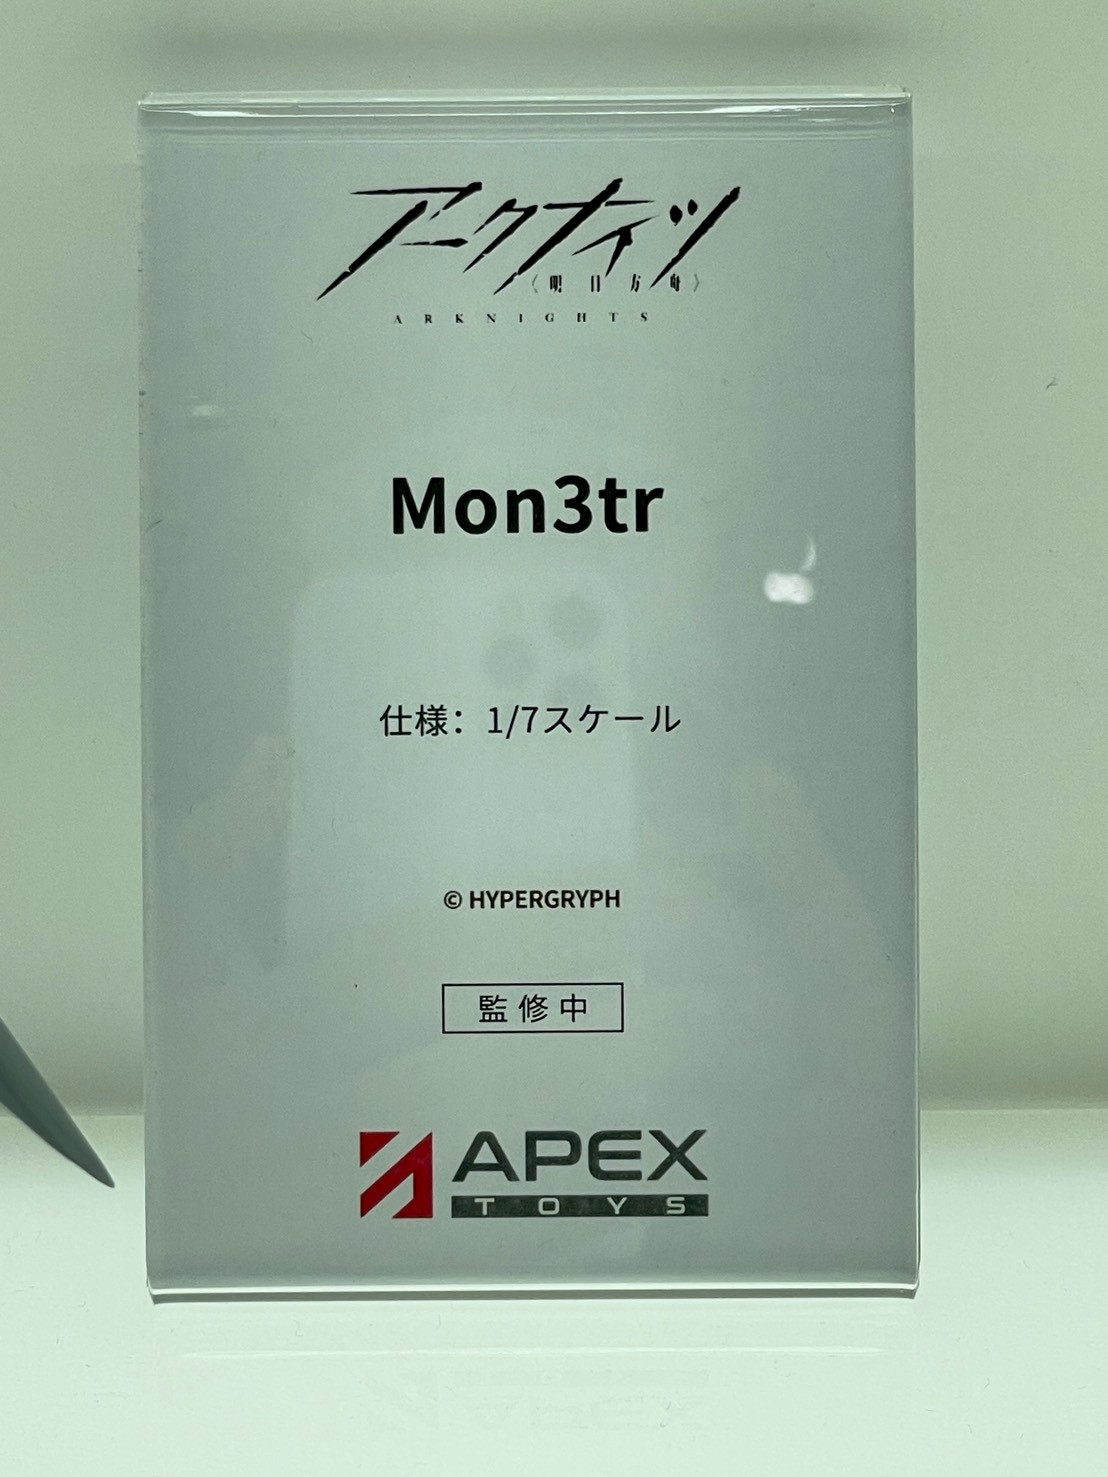 アークナイツ
〈明日方舟〉
ARKNIGHTS
Mon3tr
仕様：1/7スケール
© HYPERGRYPH
監修中
APEX
TOYS